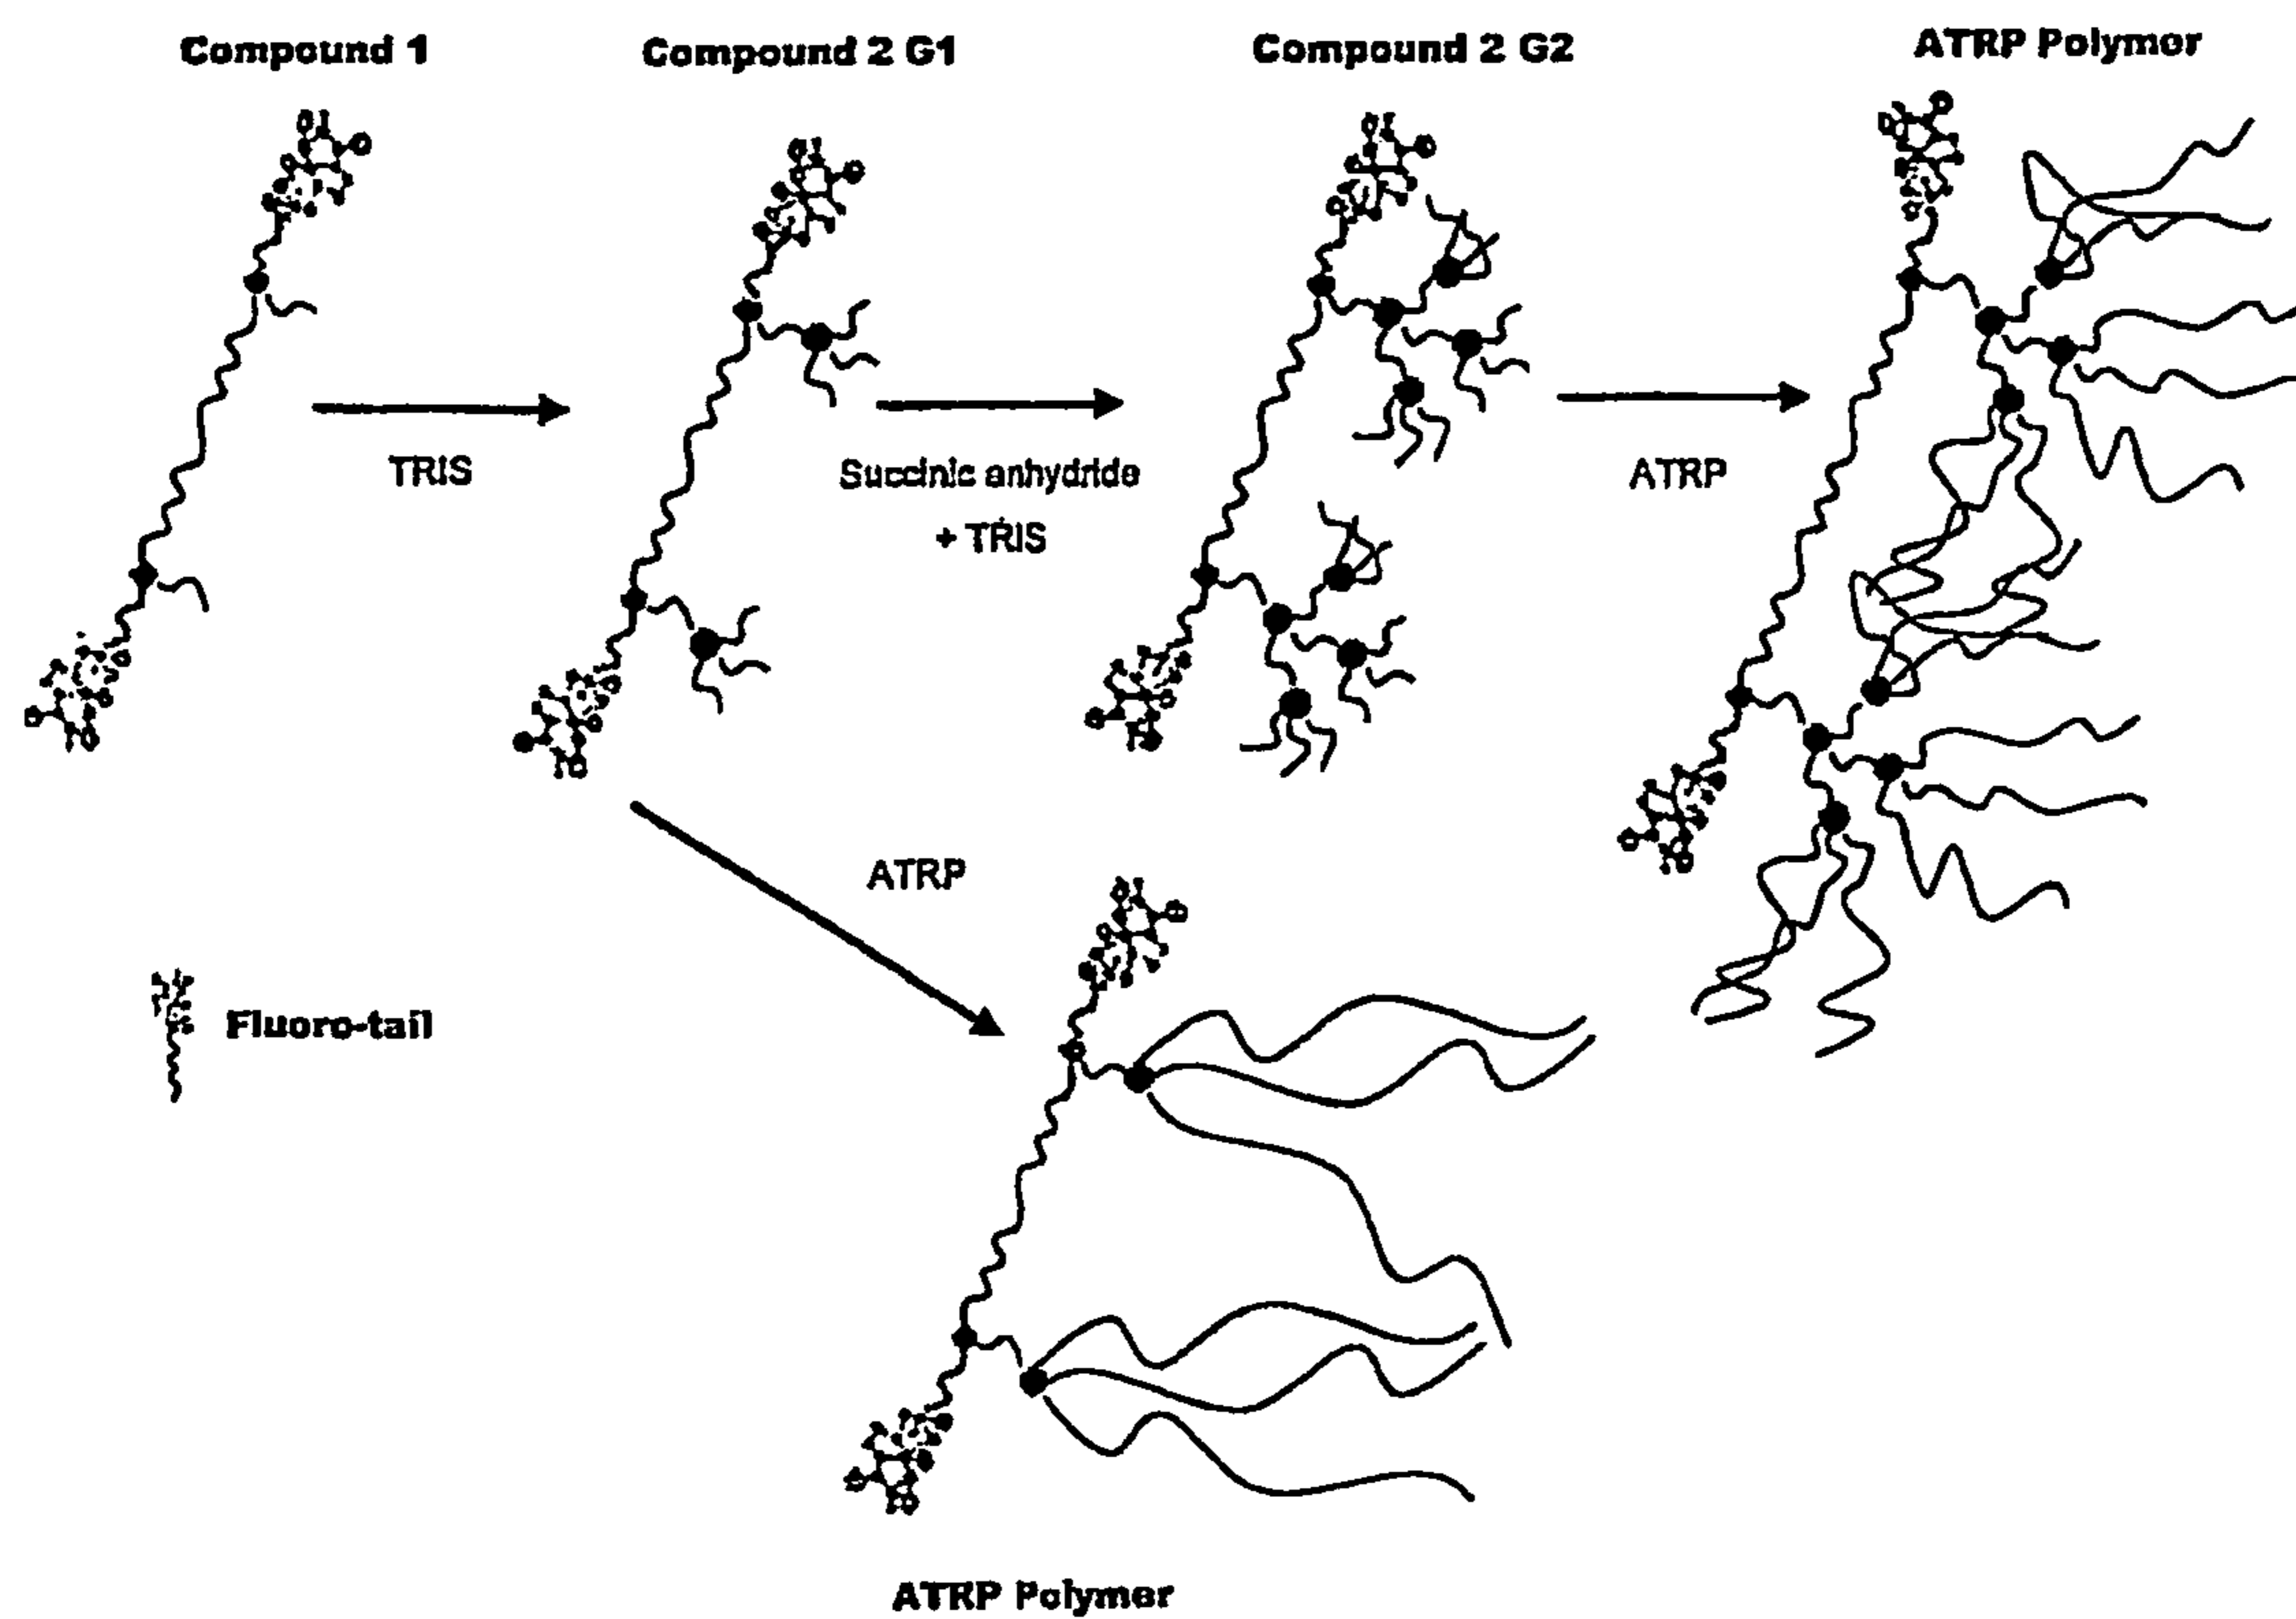 Compound 1
Compound 2 G1
Compound 2 G2
ATRP Polymer
TRIS
Succinic anhydride
+ TRIS
ATRP
ATRP
Fluoro-tail
ATRP Polymer